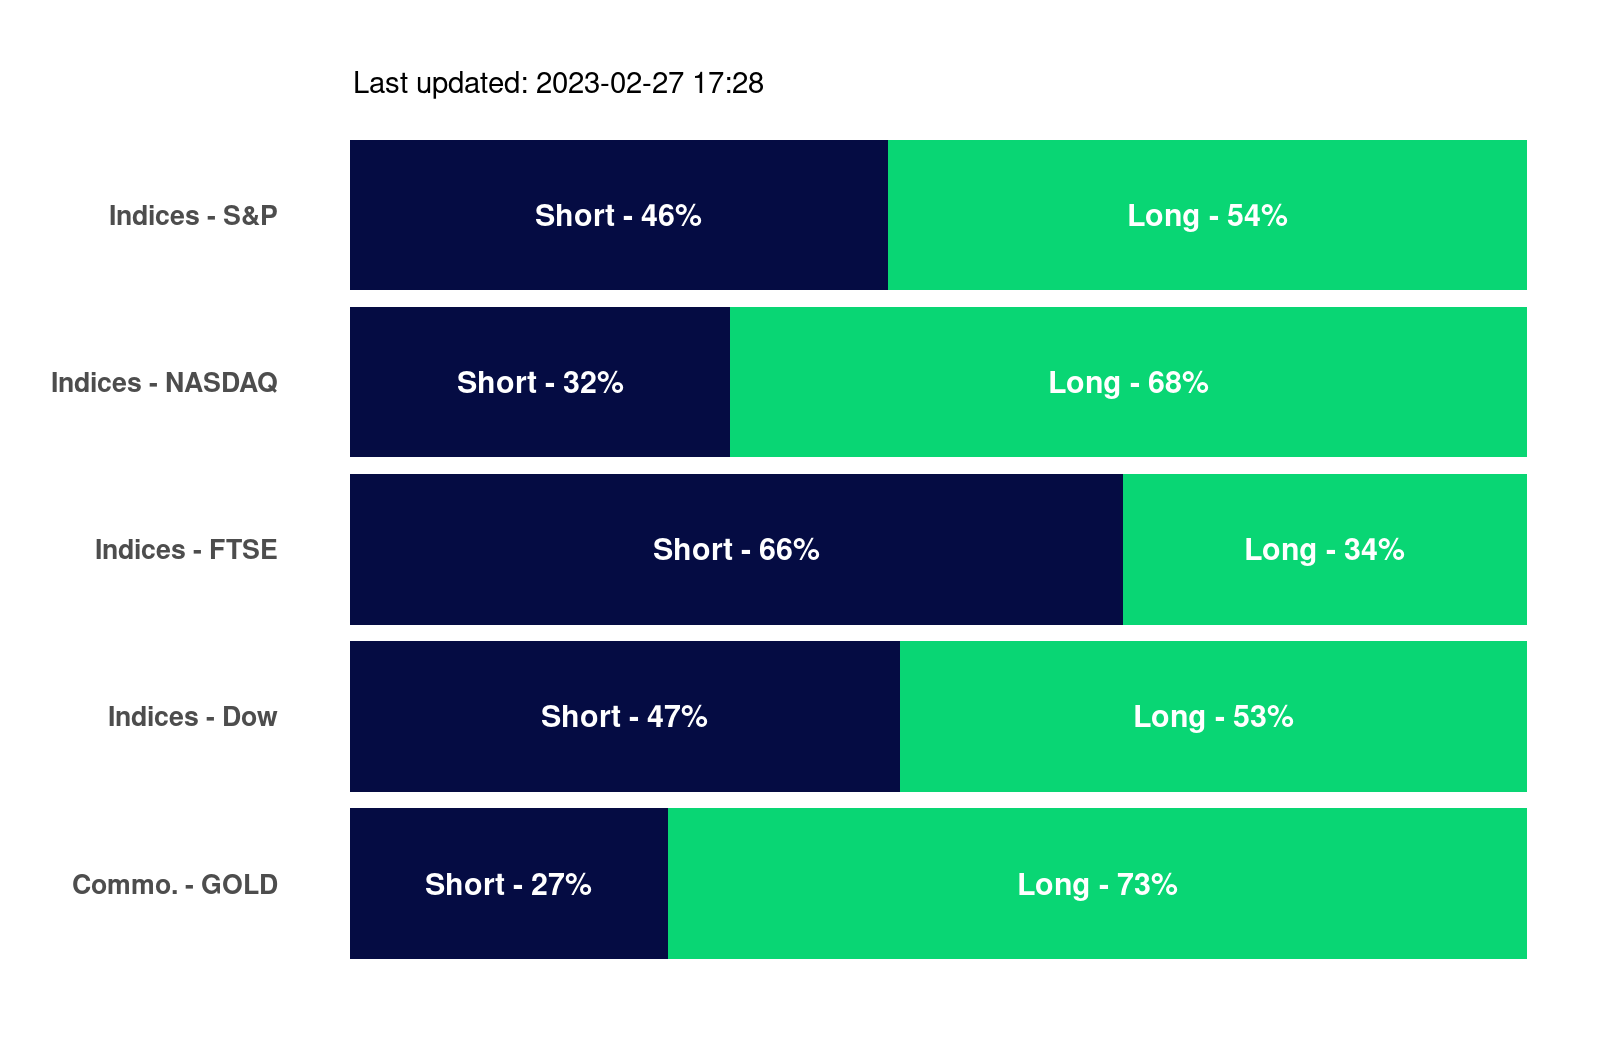 Last updated: 2023-02-27 17:28
Indices - S&P Short - 46% Long - 54%
Indices - NASDAQ Short - 32% Long - 68%
Indices - FTSE Short - 66% Long - 34%
Indices - Dow Short - 47% Long - 53%
Commo. - GOLD Short - 27% Long - 73%